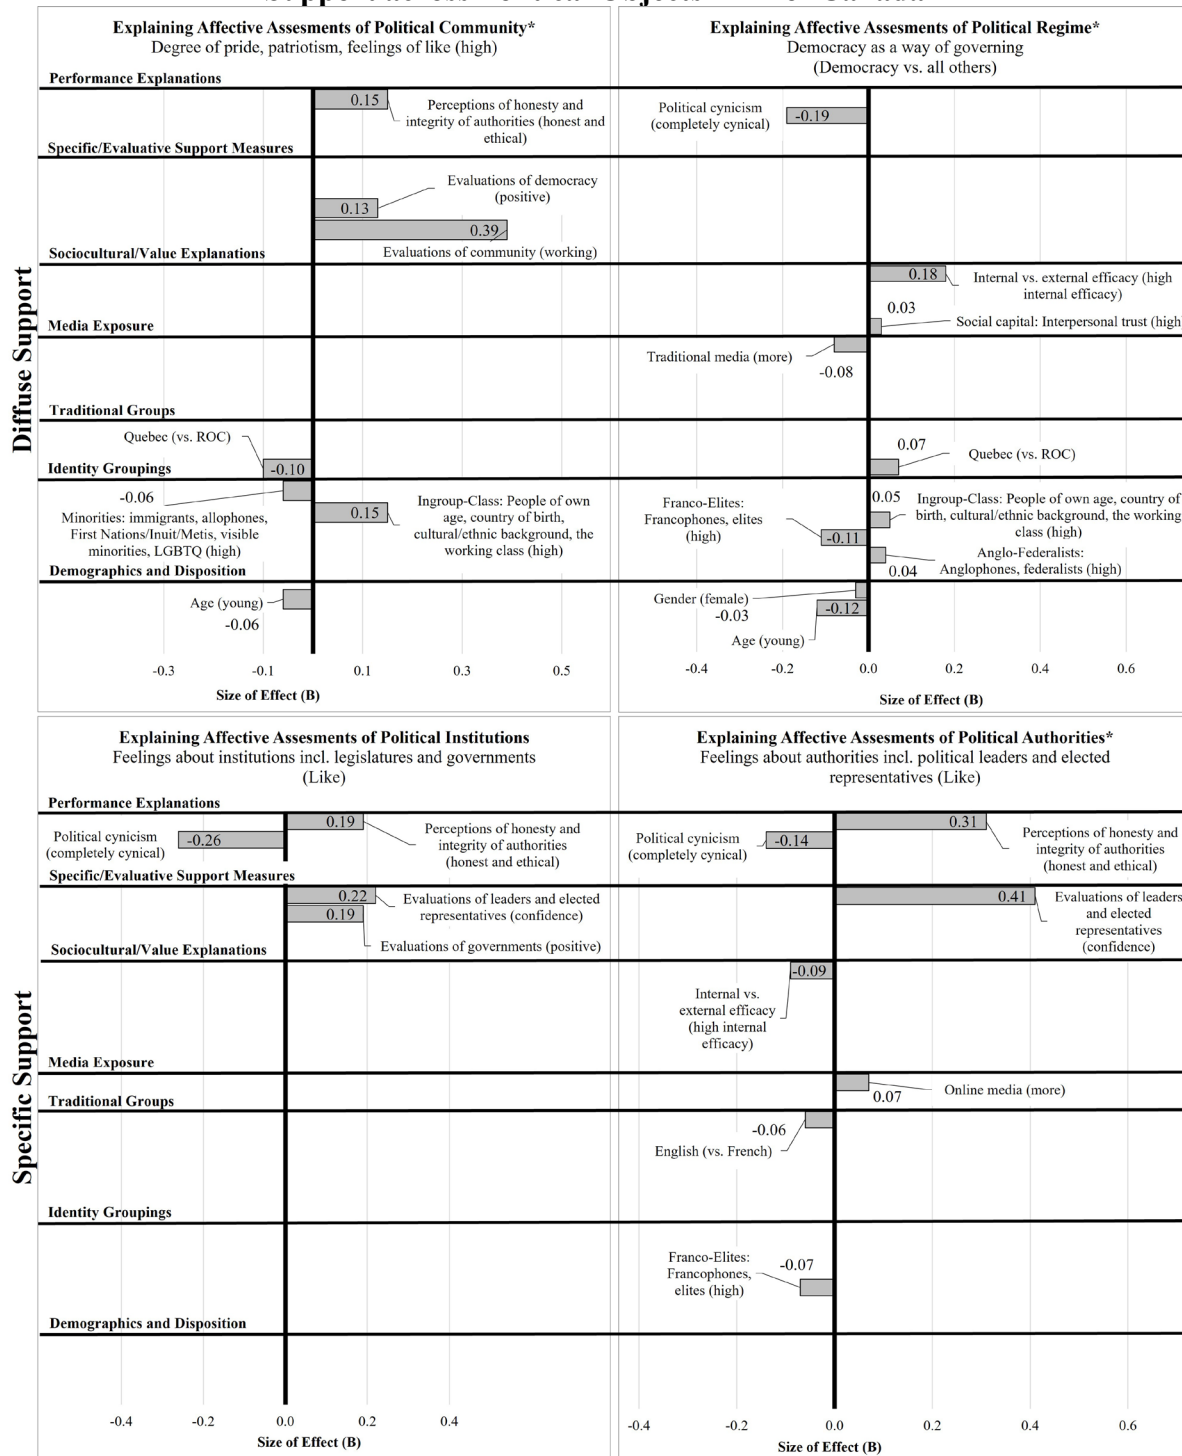 Diffuse Support
Explaining Affective Assesments of Political Community*
Degree of pride, patriotism, feelings of like (high)
Performance Explanations
0.15
Perceptions of honesty and
integrity of authorities (honest and
ethical)
Specific/Evaluative Support Measures
Evaluations of democracy
(positive)
0.13
0.39
Evaluations of community (working)
Sociocultural/Value Explanations
Media Exposure
Traditional Groups
Quebec (vs. ROC)
-0.10
Identity Groupings
-0.06
Minorities: immigrants, allophones,
First Nations/Inuit/Metis, visible
minorities, LGBTQ (high)
0.15
Ingroup-Class: People of own
age, country of birth,
cultural/ethnic background, the
working class (high)
Demographics and Disposition
Age (young)
-0.06
-0.3 -0.1 0.1 0.3 0.5
Size of Effect (B)
Explaining Affective Assesments of Political Regime*
Democracy as a way of governing
(Democracy vs. all others)
Political cynicism
(completely cynical)
-0.19
0.18
Internal vs. external efficacy (high
internal efficacy)
0.03
Social capital: Interpersonal trust (high
Traditional media (more)
-0.08
0.07
Quebec (vs. ROC)
Franco-Elites:
Francophones, elites
(high)
-0.11
0.05
Ingroup-Class: People of own age, country of
birth, cultural/ethnic background, the working
class (high)
Anglo-Federalists:
Anglophones, federalists (high)
0.04
Gender (female)
-0.03
-0.12
Age (young)
-0.4 -0.2 0.0 0.2 0.4 0.6
Size of Effect (B)
Specific Support
Explaining Affective Assesments of Political Institutions
Feelings about institutions incl. legislatures and governments
(Like)
Performance Explanations
Political cynicism
(completely cynical)
-0.26
0.19
Perceptions of honesty and
integrity of authorities
(honest and ethical)
Specific/Evaluative Support Measures
0.22
Evaluations of leaders and elected
representatives (confidence)
0.19
Evaluations of governments (positive)
Sociocultural/Value Explanations
Media Exposure
Traditional Groups
Identity Groupings
Demographics and Disposition
-0.4 -0.2 0.0 0.2 0.4
Size of Effect (B)
Explaining Affective Assesments of Political Authorities*
Feelings about authorities incl. political leaders and elected
representatives (Like)
Political cynicism
(completely cynical)
-0.14
0.31
Perceptions of honesty and
integrity of authorities
(honest and ethical)
0.41
Evaluations of leaders
and elected
representatives
(confidence)
-0.09
Internal vs.
external efficacy
(high internal
efficacy)
Online media (more)
0.07
-0.06
English (vs. French)
Franco-Elites:
Francophones,
elites (high)
-0.07
-0.4 -0.2 0.0 0.2 0.4 0.6
Size of Effect (B)